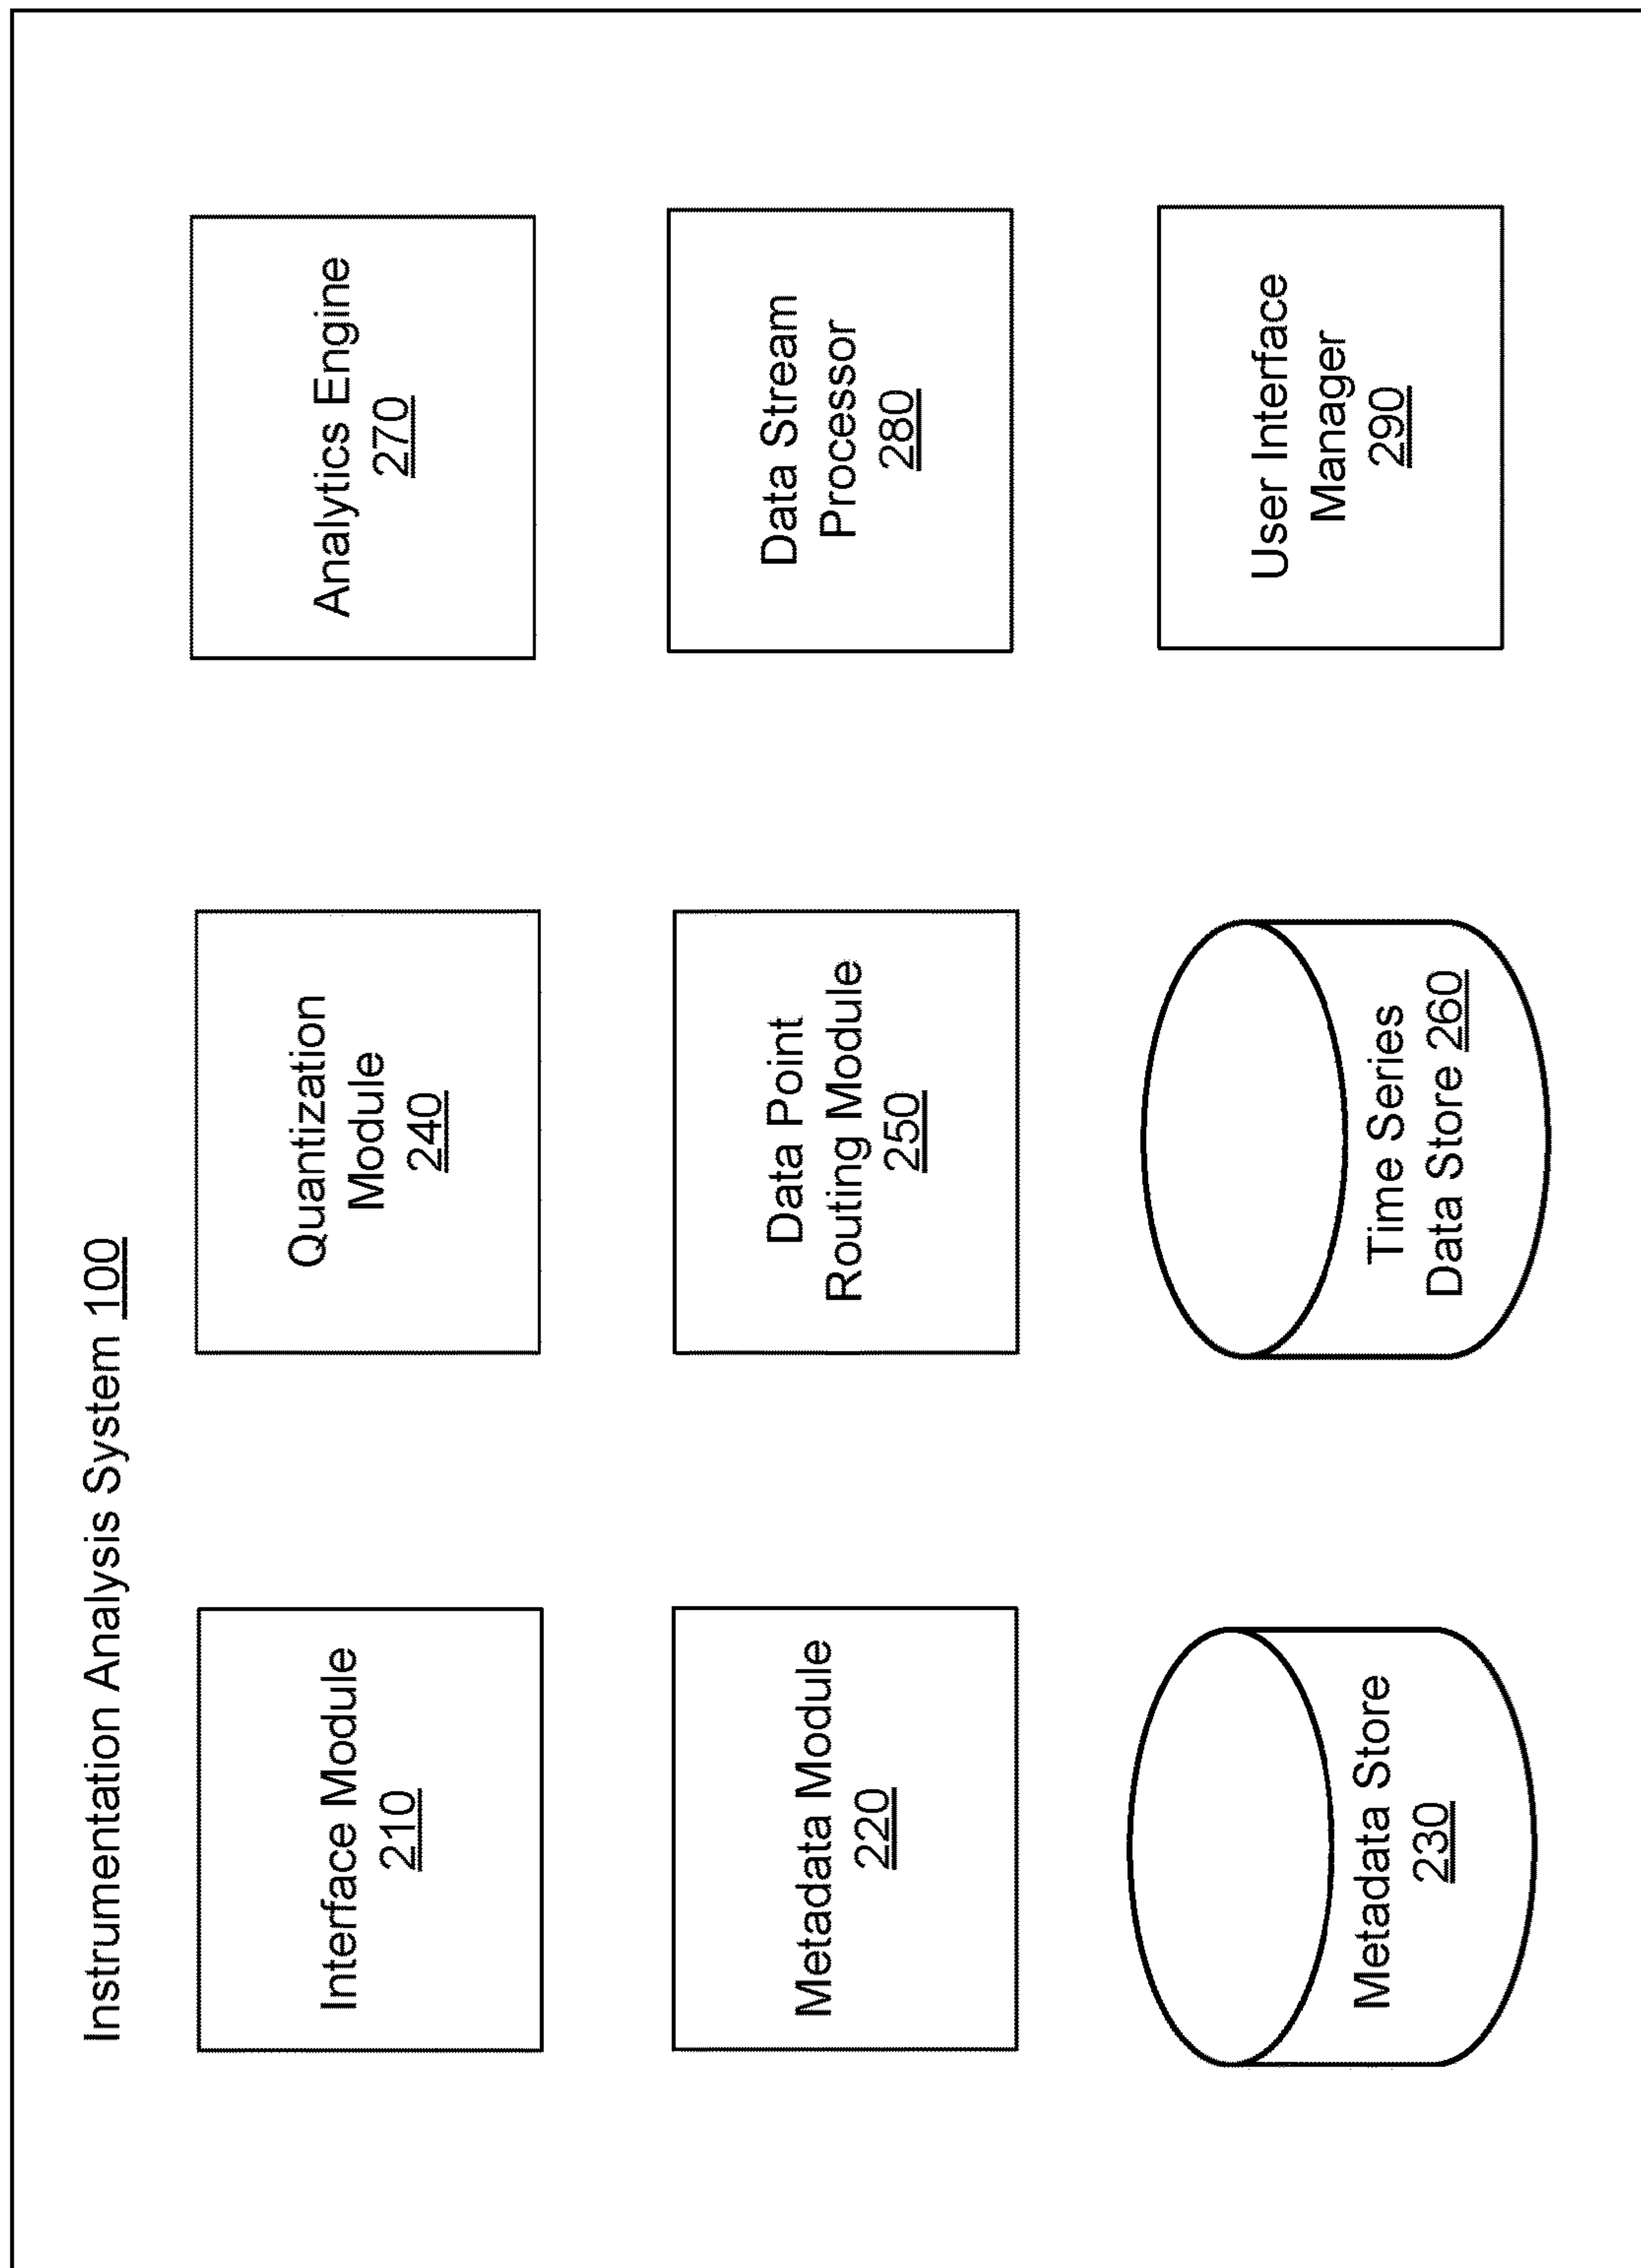 Instrumentation Analysis System 100
Interface Module
210
Quantization
Module
240
Analytics Engine
270
Metadata Module
220
Data Point
Routing Module
250
Data Stream
Processor
280
Metadata Store
230
Time Series
Data Store 260
User Interface
Manager
290